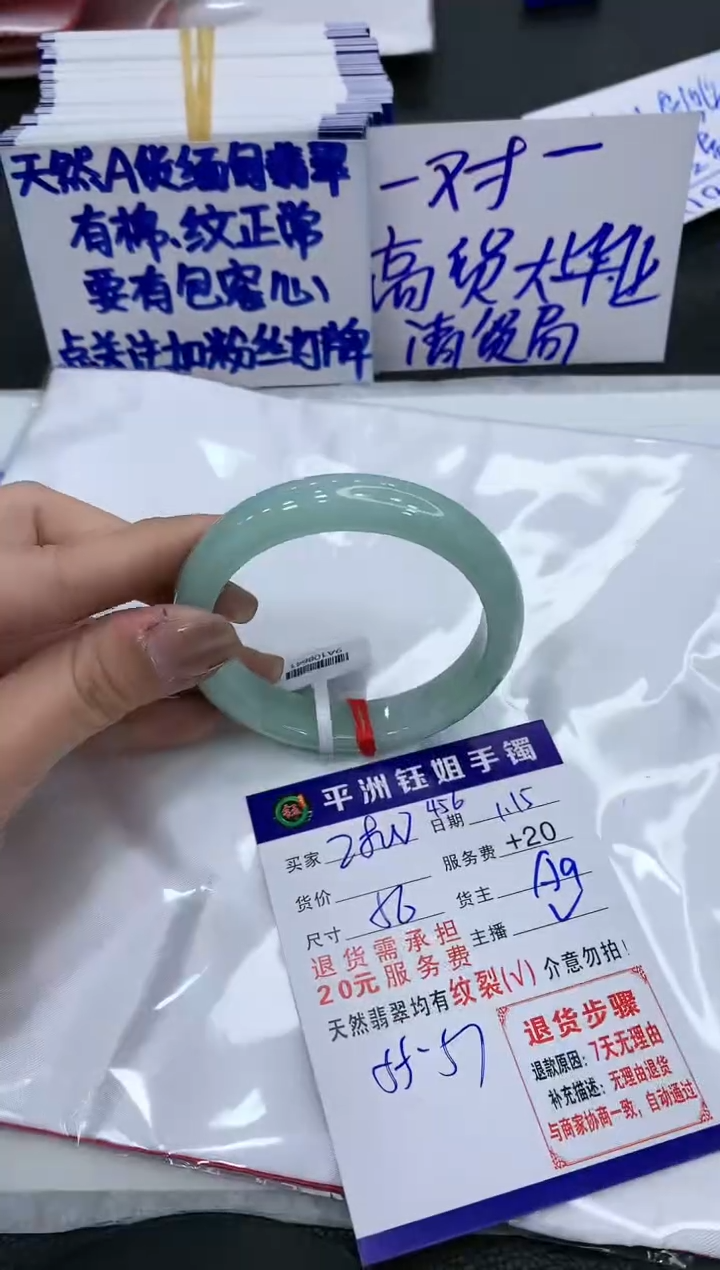 天然A货缅甸翡翠
有棉、纹正常
要有包容心
点关注加粉丝灯牌
一对一
高货大毕业
清货局
9A10894
平洲钰姐手镯
买家 28W 456 日期 1.15
货价 服务费 +20
尺寸 56 货主 A9
主播
退货需承担
20元服务费
天然翡翠均有纹裂(√) 介意勿拍!
55-57
退货步骤
退款原因: 7天无理由
补充描述: 无理由退货
与商家协商一致, 自动通过